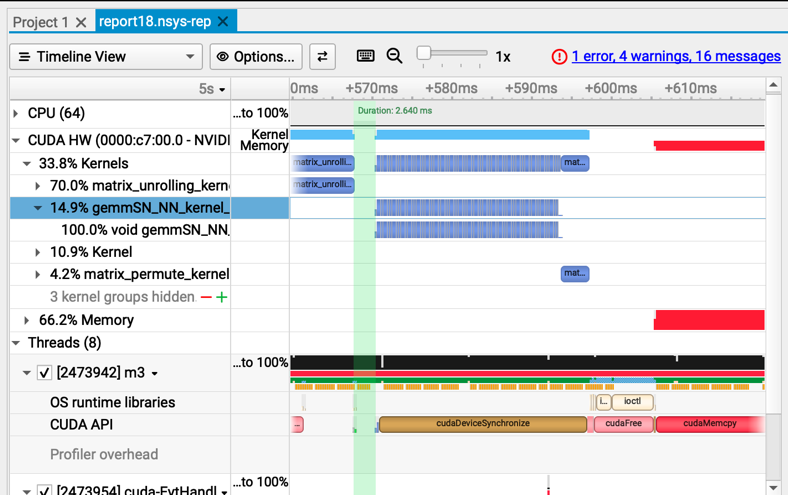 Project 1
report18.nsys-rep
Timeline View
Options...
1x
1 error, 4 warnings, 16 messages
5s
0ms +570ms +580ms +590ms +600ms +610ms
CPU (64)
...to 100%
Duration: 2.640 ms
CUDA HW (0000:c7:00.0 - NVIDI
Kernel
Memory
33.8% Kernels
matrix_unrolli...
mat...
70.0% matrix_unrolling_kern
matrix_unrolli...
14.9% gemmSN_NN_kernel_
100.0% void gemmSN_NN_
10.9% Kernel
4.2% matrix_permute_kernel
mat...
3 kernel groups hidden
66.2% Memory
Threads (8)
[2473942] m3
...to 100%
OS runtime libraries
i...
ioctl
CUDA API
...
cudaDeviceSynchronize
cudaFree
cudaMemcpy
Profiler overhead
[2473954] cuda-EvtHandl
...to 100%